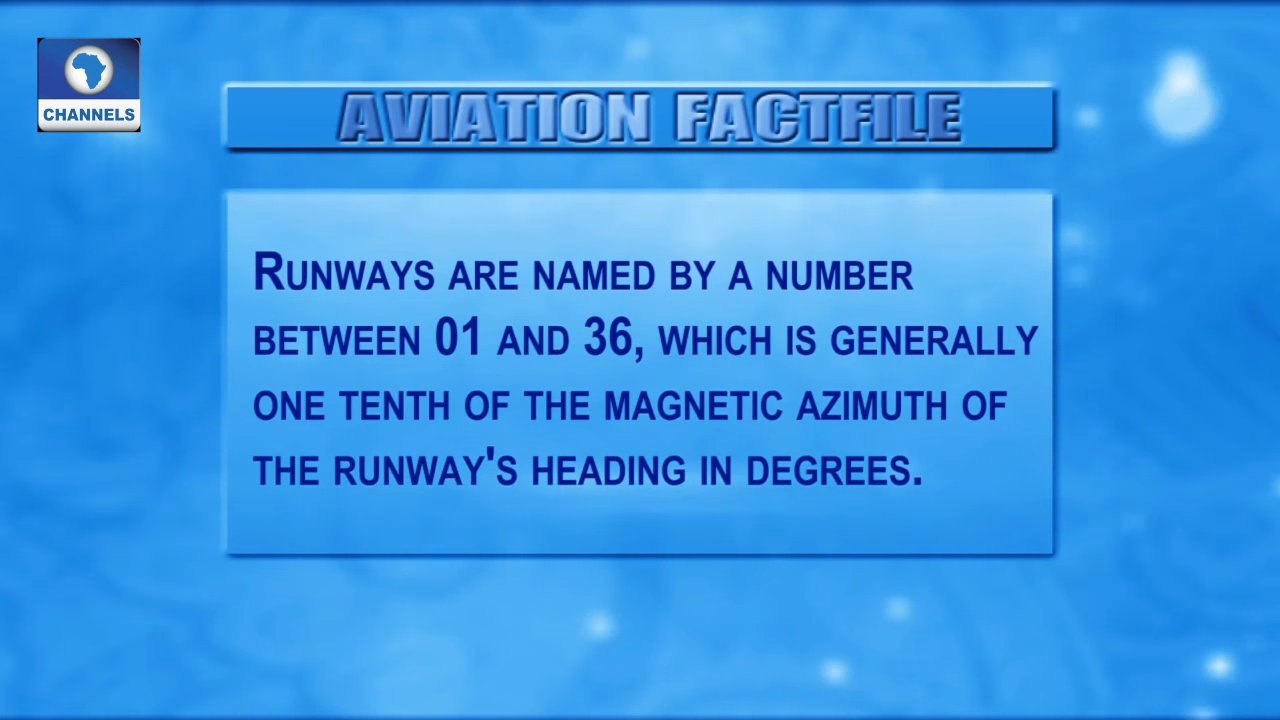 CHANNELS
AVIATION FACTFILE
RUNWAYS ARE NAMED BY A NUMBER
BETWEEN 01 AND 36, WHICH IS GENERALLY
ONE TENTH OF THE MAGNETIC AZIMUTH OF
THE RUNWAY'S HEADING IN DEGREES.